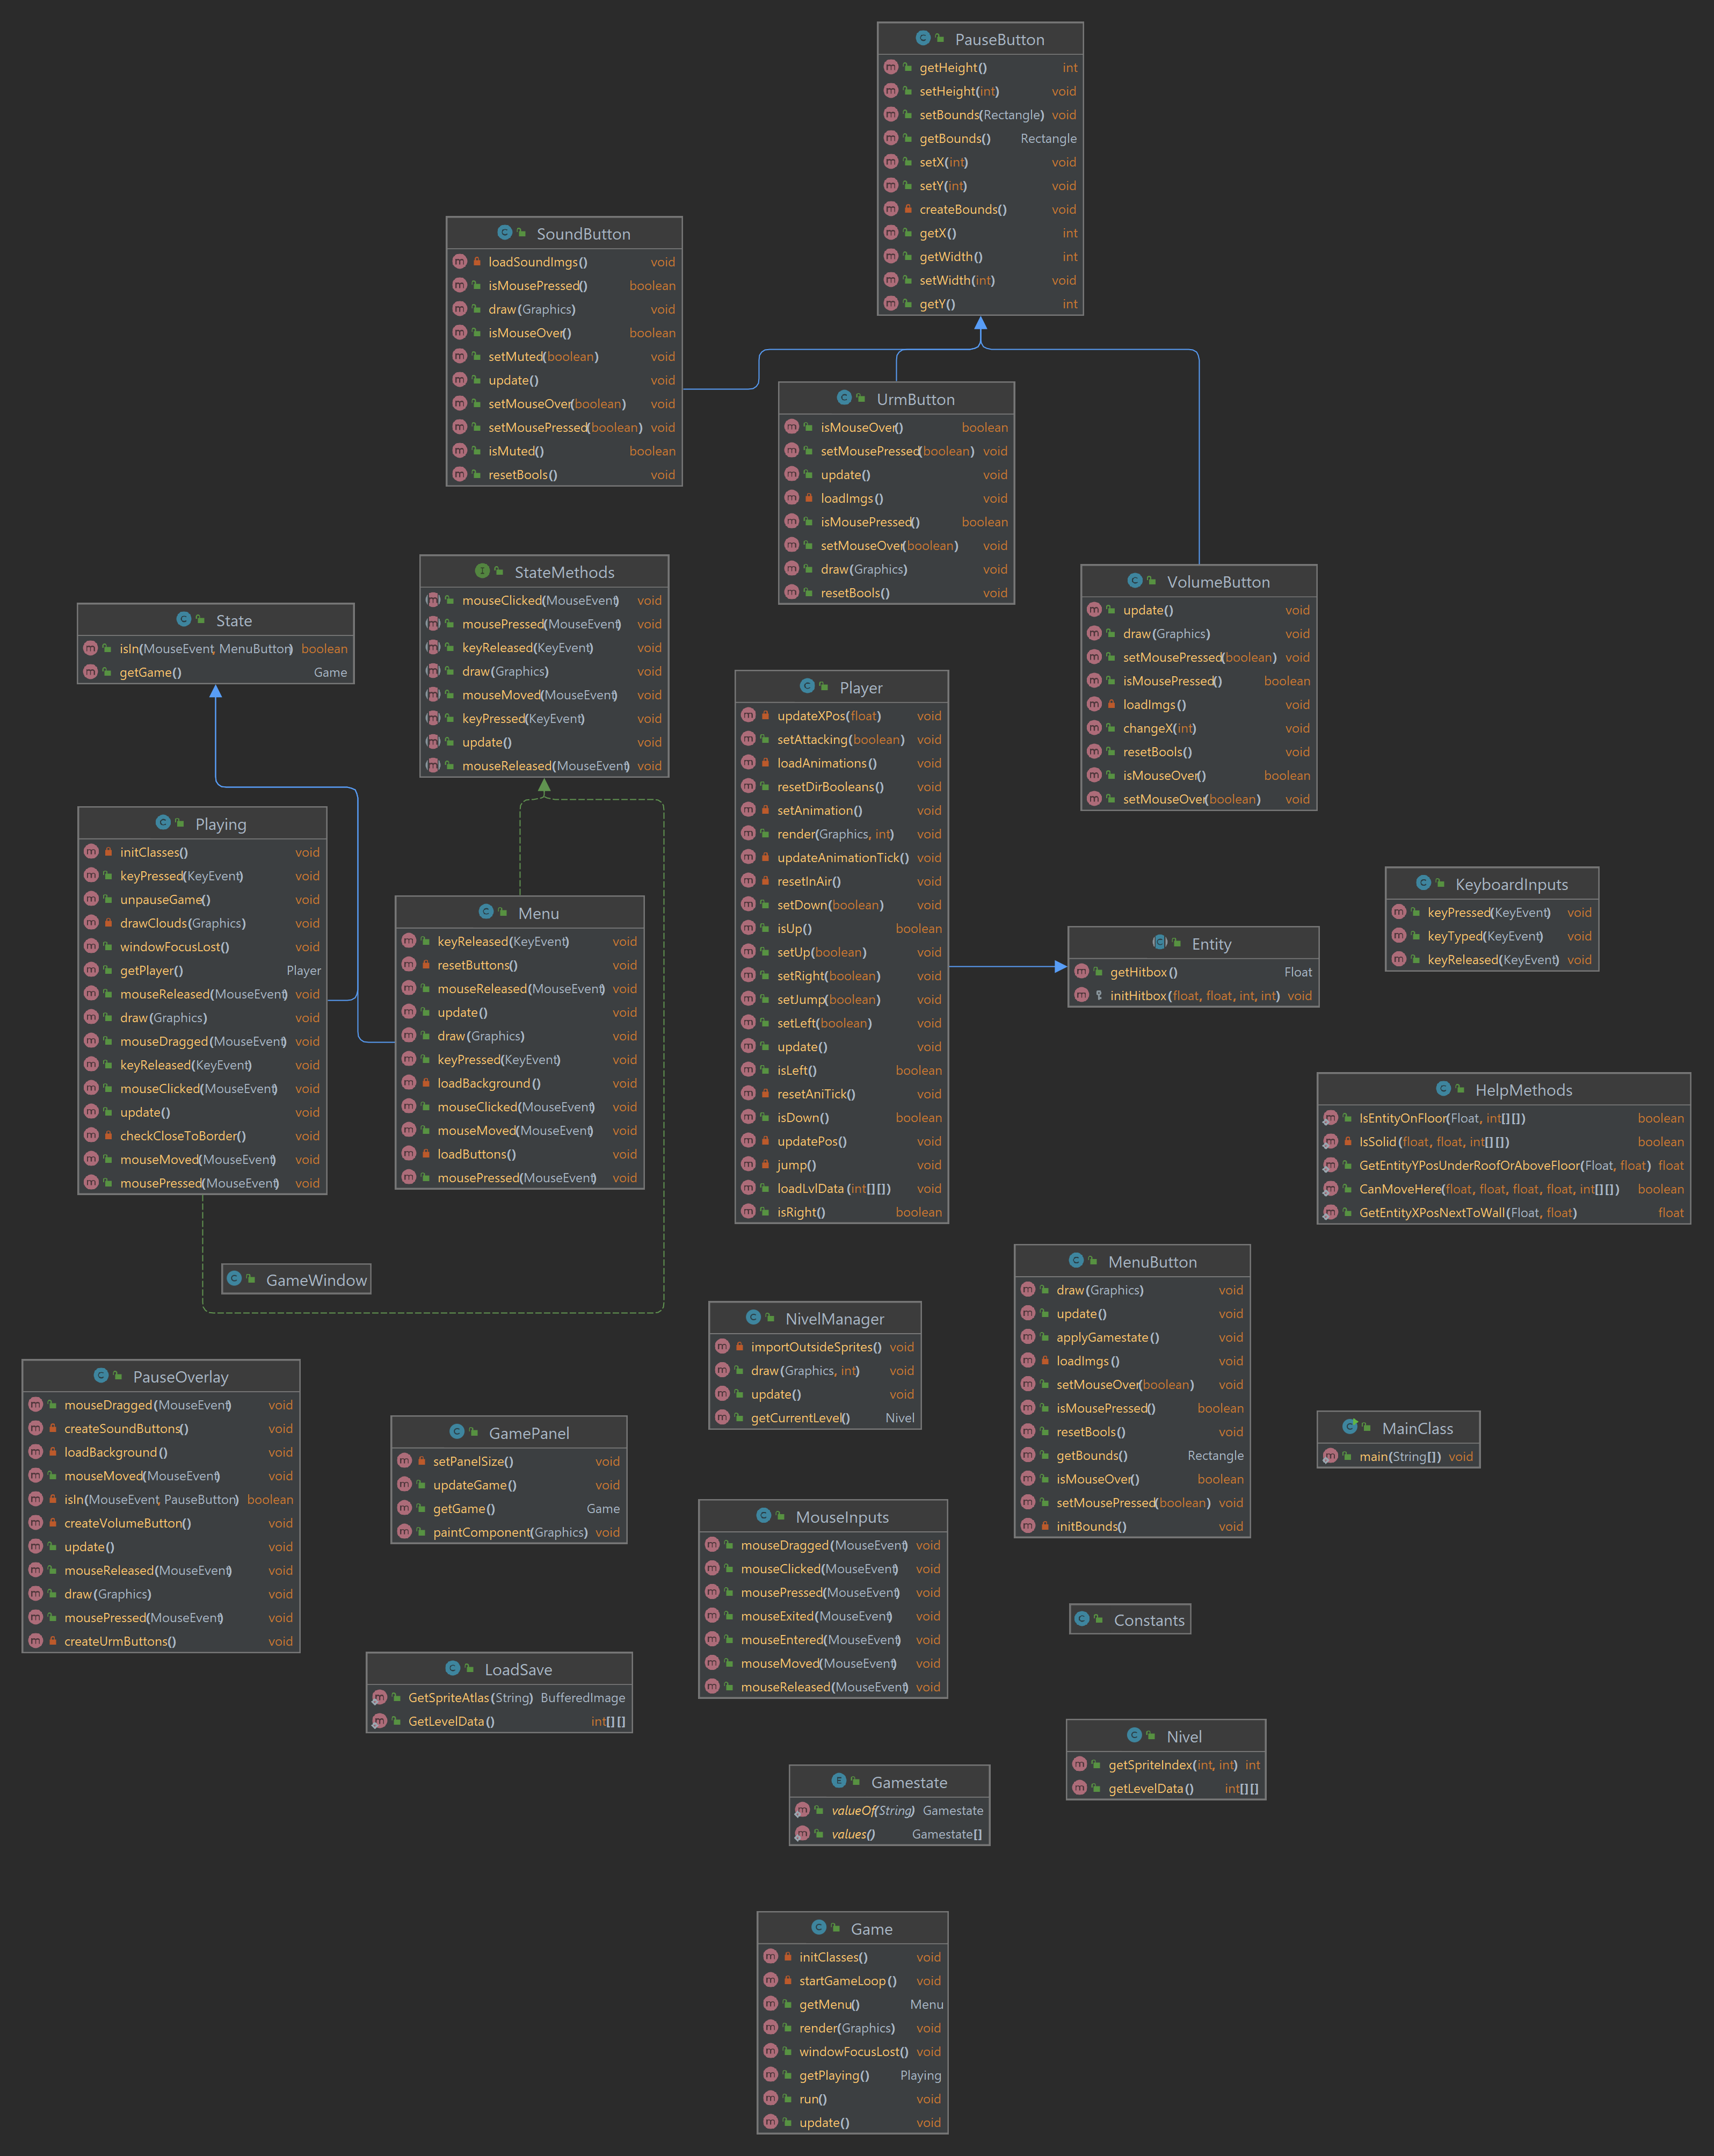 PauseButton
getHeight() int
setHeight(int) void
setBounds(Rectangle) void
getBounds() Rectangle
setX(int) void
setY(int) void
createBounds() void
getX() int
getWidth() int
setWidth(int) void
getY() int
SoundButton
loadSoundImgs() void
isMousePressed() boolean
draw(Graphics) void
isMouseOver() boolean
setMuted(boolean) void
update() void
setMouseOver(boolean) void
setMousePressed(boolean) void
isMuted() boolean
resetBools() void
UrmButton
isMouseOver() boolean
setMousePressed(boolean) void
update() void
loadImgs() void
isMousePressed() boolean
setMouseOver(boolean) void
draw(Graphics) void
resetBools() void
StateMethods
mouseClicked(MouseEvent) void
mousePressed(MouseEvent) void
keyReleased(KeyEvent) void
draw(Graphics) void
mouseMoved(MouseEvent) void
keyPressed(KeyEvent) void
update() void
mouseReleased(MouseEvent) void
VolumeButton
update() void
draw(Graphics) void
setMousePressed(boolean) void
isMousePressed() boolean
loadImgs() void
changeX(int) void
resetBools() void
isMouseOver() boolean
setMouseOver(boolean) void
State
isIn(MouseEvent, MenuButton) boolean
getGame() Game
Player
updateXPos(float) void
setAttacking(boolean) void
loadAnimations() void
resetDirBooleans() void
setAnimation() void
render(Graphics, int) void
updateAnimationTick() void
resetInAir() void
setDown(boolean) void
isUp() boolean
setUp(boolean) void
setRight(boolean) void
setJump(boolean) void
setLeft(boolean) void
update() void
isLeft() boolean
resetAniTick() void
isDown() boolean
updatePos() void
jump() void
loadLvlData(int[][]) void
isRight() boolean
Playing
initClasses() void
keyPressed(KeyEvent) void
unpauseGame() void
drawClouds(Graphics) void
windowFocusLost() void
getPlayer() Player
mouseReleased(MouseEvent) void
draw(Graphics) void
mouseDragged(MouseEvent) void
keyReleased(KeyEvent) void
mouseClicked(MouseEvent) void
update() void
checkCloseToBorder() void
mouseMoved(MouseEvent) void
mousePressed(MouseEvent) void
Menu
keyReleased(KeyEvent) void
resetButtons() void
mouseReleased(MouseEvent) void
update() void
draw(Graphics) void
keyPressed(KeyEvent) void
loadBackground() void
mouseClicked(MouseEvent) void
mouseMoved(MouseEvent) void
loadButtons() void
mousePressed(MouseEvent) void
KeyboardInputs
keyPressed(KeyEvent) void
keyTyped(KeyEvent) void
keyReleased(KeyEvent) void
Entity
getHitbox() Float
initHitbox(float, float, int, int) void
HelpMethods
IsEntityOnFloor(Float, int[][]) boolean
IsSolid(float, float, int[][]) boolean
GetEntityYPosUnderRoofOrAboveFloor(Float, float) float
CanMoveHere(float, float, float, float, int[][]) boolean
GetEntityXPosNextToWall(Float, float) float
GameWindow
MenuButton
draw(Graphics) void
update() void
applyGamestate() void
loadImgs() void
setMouseOver(boolean) void
isMousePressed() boolean
resetBools() void
getBounds() Rectangle
isMouseOver() boolean
setMousePressed(boolean) void
initBounds() void
NivelManager
importOutsideSprites() void
draw(Graphics, int) void
update() void
getCurrentLevel() Nivel
PauseOverlay
mouseDragged(MouseEvent) void
createSoundButtons() void
loadBackground() void
mouseMoved(MouseEvent) void
isIn(MouseEvent, PauseButton) boolean
createVolumeButton() void
update() void
mouseReleased(MouseEvent) void
draw(Graphics) void
mousePressed(MouseEvent) void
createUrmButtons() void
GamePanel
setPanelSize() void
updateGame() void
getGame() Game
paintComponent(Graphics) void
MainClass
main(String[]) void
MouseInputs
mouseDragged(MouseEvent) void
mouseClicked(MouseEvent) void
mousePressed(MouseEvent) void
mouseExited(MouseEvent) void
mouseEntered(MouseEvent) void
mouseMoved(MouseEvent) void
mouseReleased(MouseEvent) void
Constants
LoadSave
GetSpriteAtlas(String) BufferedImage
GetLevelData() int[][]
Nivel
getSpriteIndex(int, int) int
getLevelData() int[][]
Gamestate
valueOf(String) Gamestate
values() Gamestate[]
Game
initClasses() void
startGameLoop() void
getMenu() Menu
render(Graphics) void
windowFocusLost() void
getPlaying() Playing
run() void
update() void